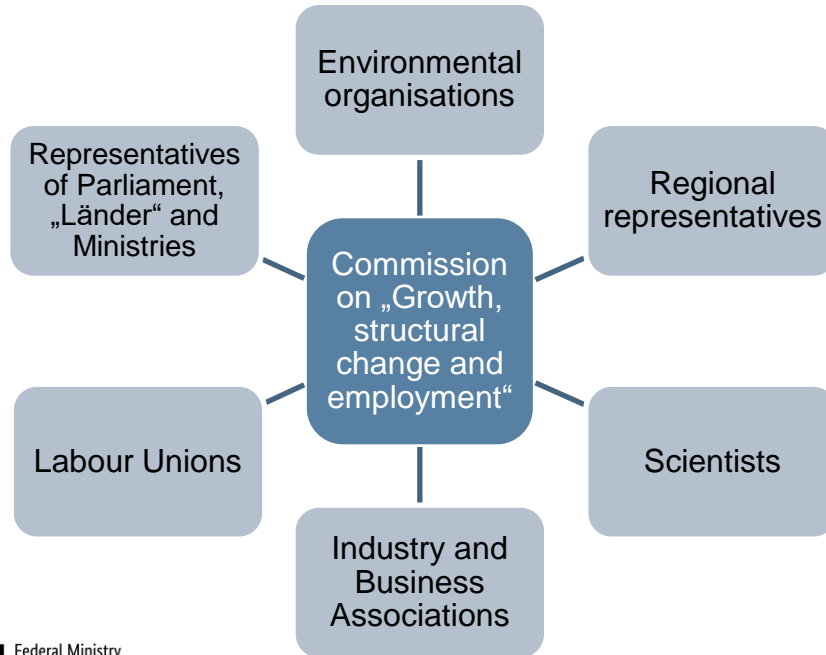 Environmental
organisations
Representatives
of Parliament,
„Länder“ and
Ministries
Regional
representatives
Commission
on „Growth,
structural
change and
employment“
Labour Unions
Scientists
Industry and
Business
Associations
Federal Ministry